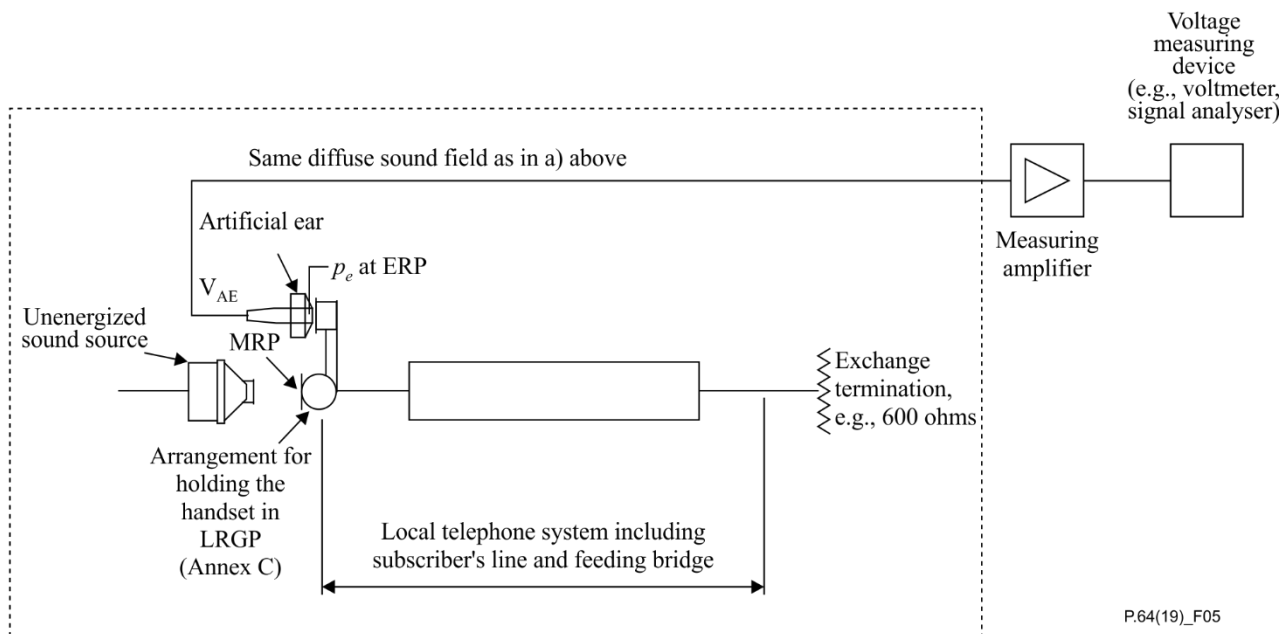 Voltage
measuring
device
(e.g., voltmeter,
signal analyser)
Same diffuse sound field as in a) above
Artificial ear
Measuring
amplifier
pe at ERP
VAE
Unenergized
sound source
MRP
Exchange
termination,
e.g., 600 ohms
Arrangement for
holding the
handset in
LRGP
(Annex C)
Local telephone system including
subscriber's line and feeding bridge
P.64(19)_F05